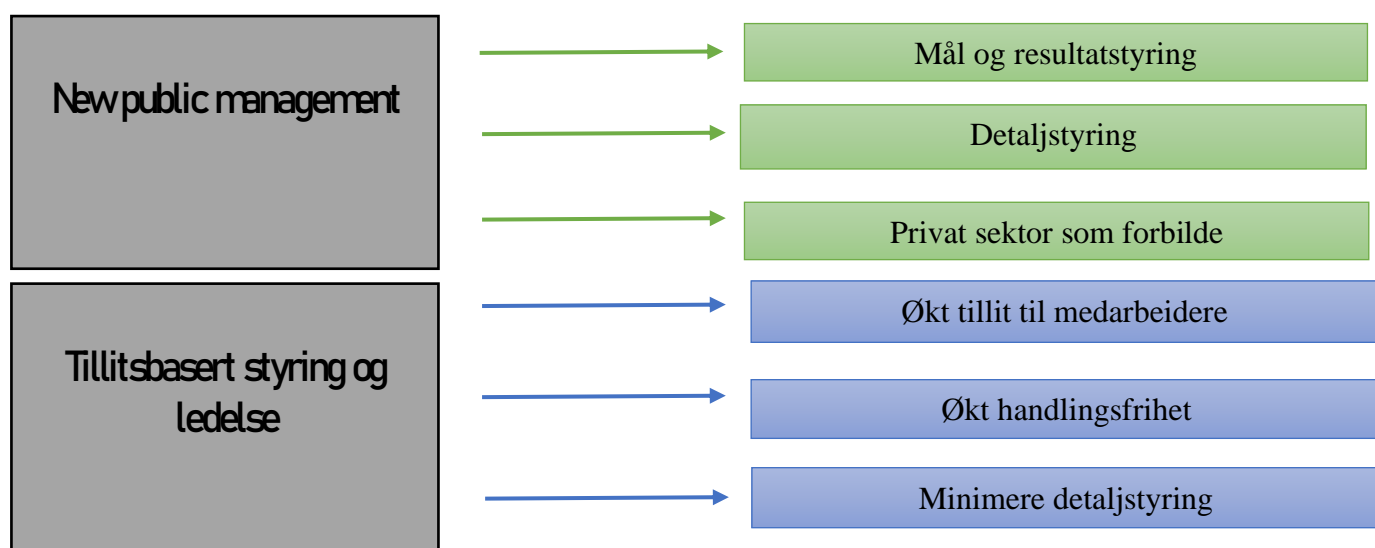 New public management
Mål og resultatstyring
Detaljstyring
Privat sektor som forbilde
Tillitsbasert styring og
ledelse
Økt tillit til medarbeidere
Økt handlingsfrihet
Minimere detaljstyring